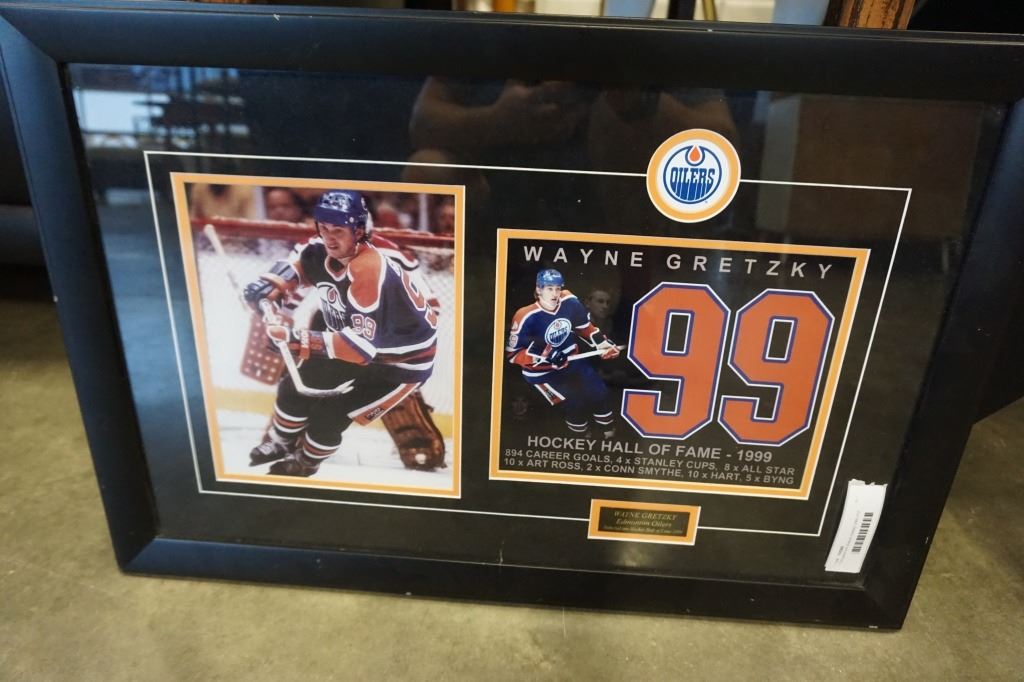 OILERS
99
WAYNE GRETZKY
99
HOCKEY HALL OF FAME - 1999
894 CAREER GOALS, 4 x STANLEY CUPS, 8 x ALL STAR
10 x ART ROSS, 2 x CONN SMYTHE, 10 x HART, 5 x BYNG
WAYNE GRETZKY
Edmonton Oilers